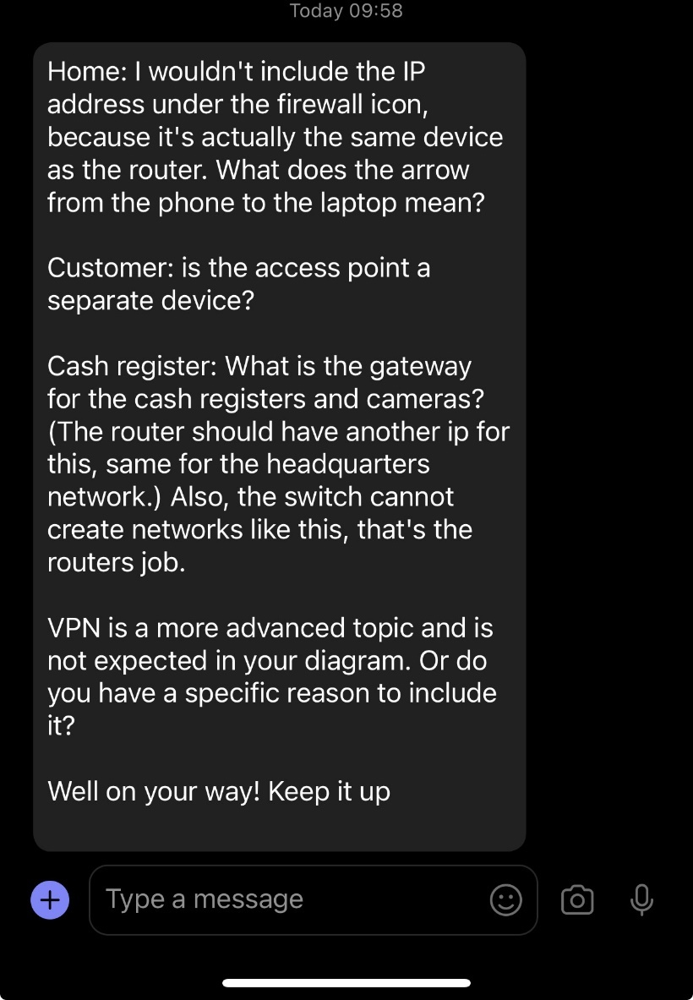 Today 09:58
Home: I wouldn't include the IP
address under the firewall icon,
because it's actually the same device
as the router. What does the arrow
from the phone to the laptop mean?
Customer: is the access point a
separate device?
Cash register: What is the gateway
for the cash registers and cameras?
(The router should have another ip for
this, same for the headquarters
network.) Also, the switch cannot
create networks like this, that's the
routers job.
VPN is a more advanced topic and is
not expected in your diagram. Or do
you have a specific reason to include
it?
Well on your way! Keep it up
Type a message